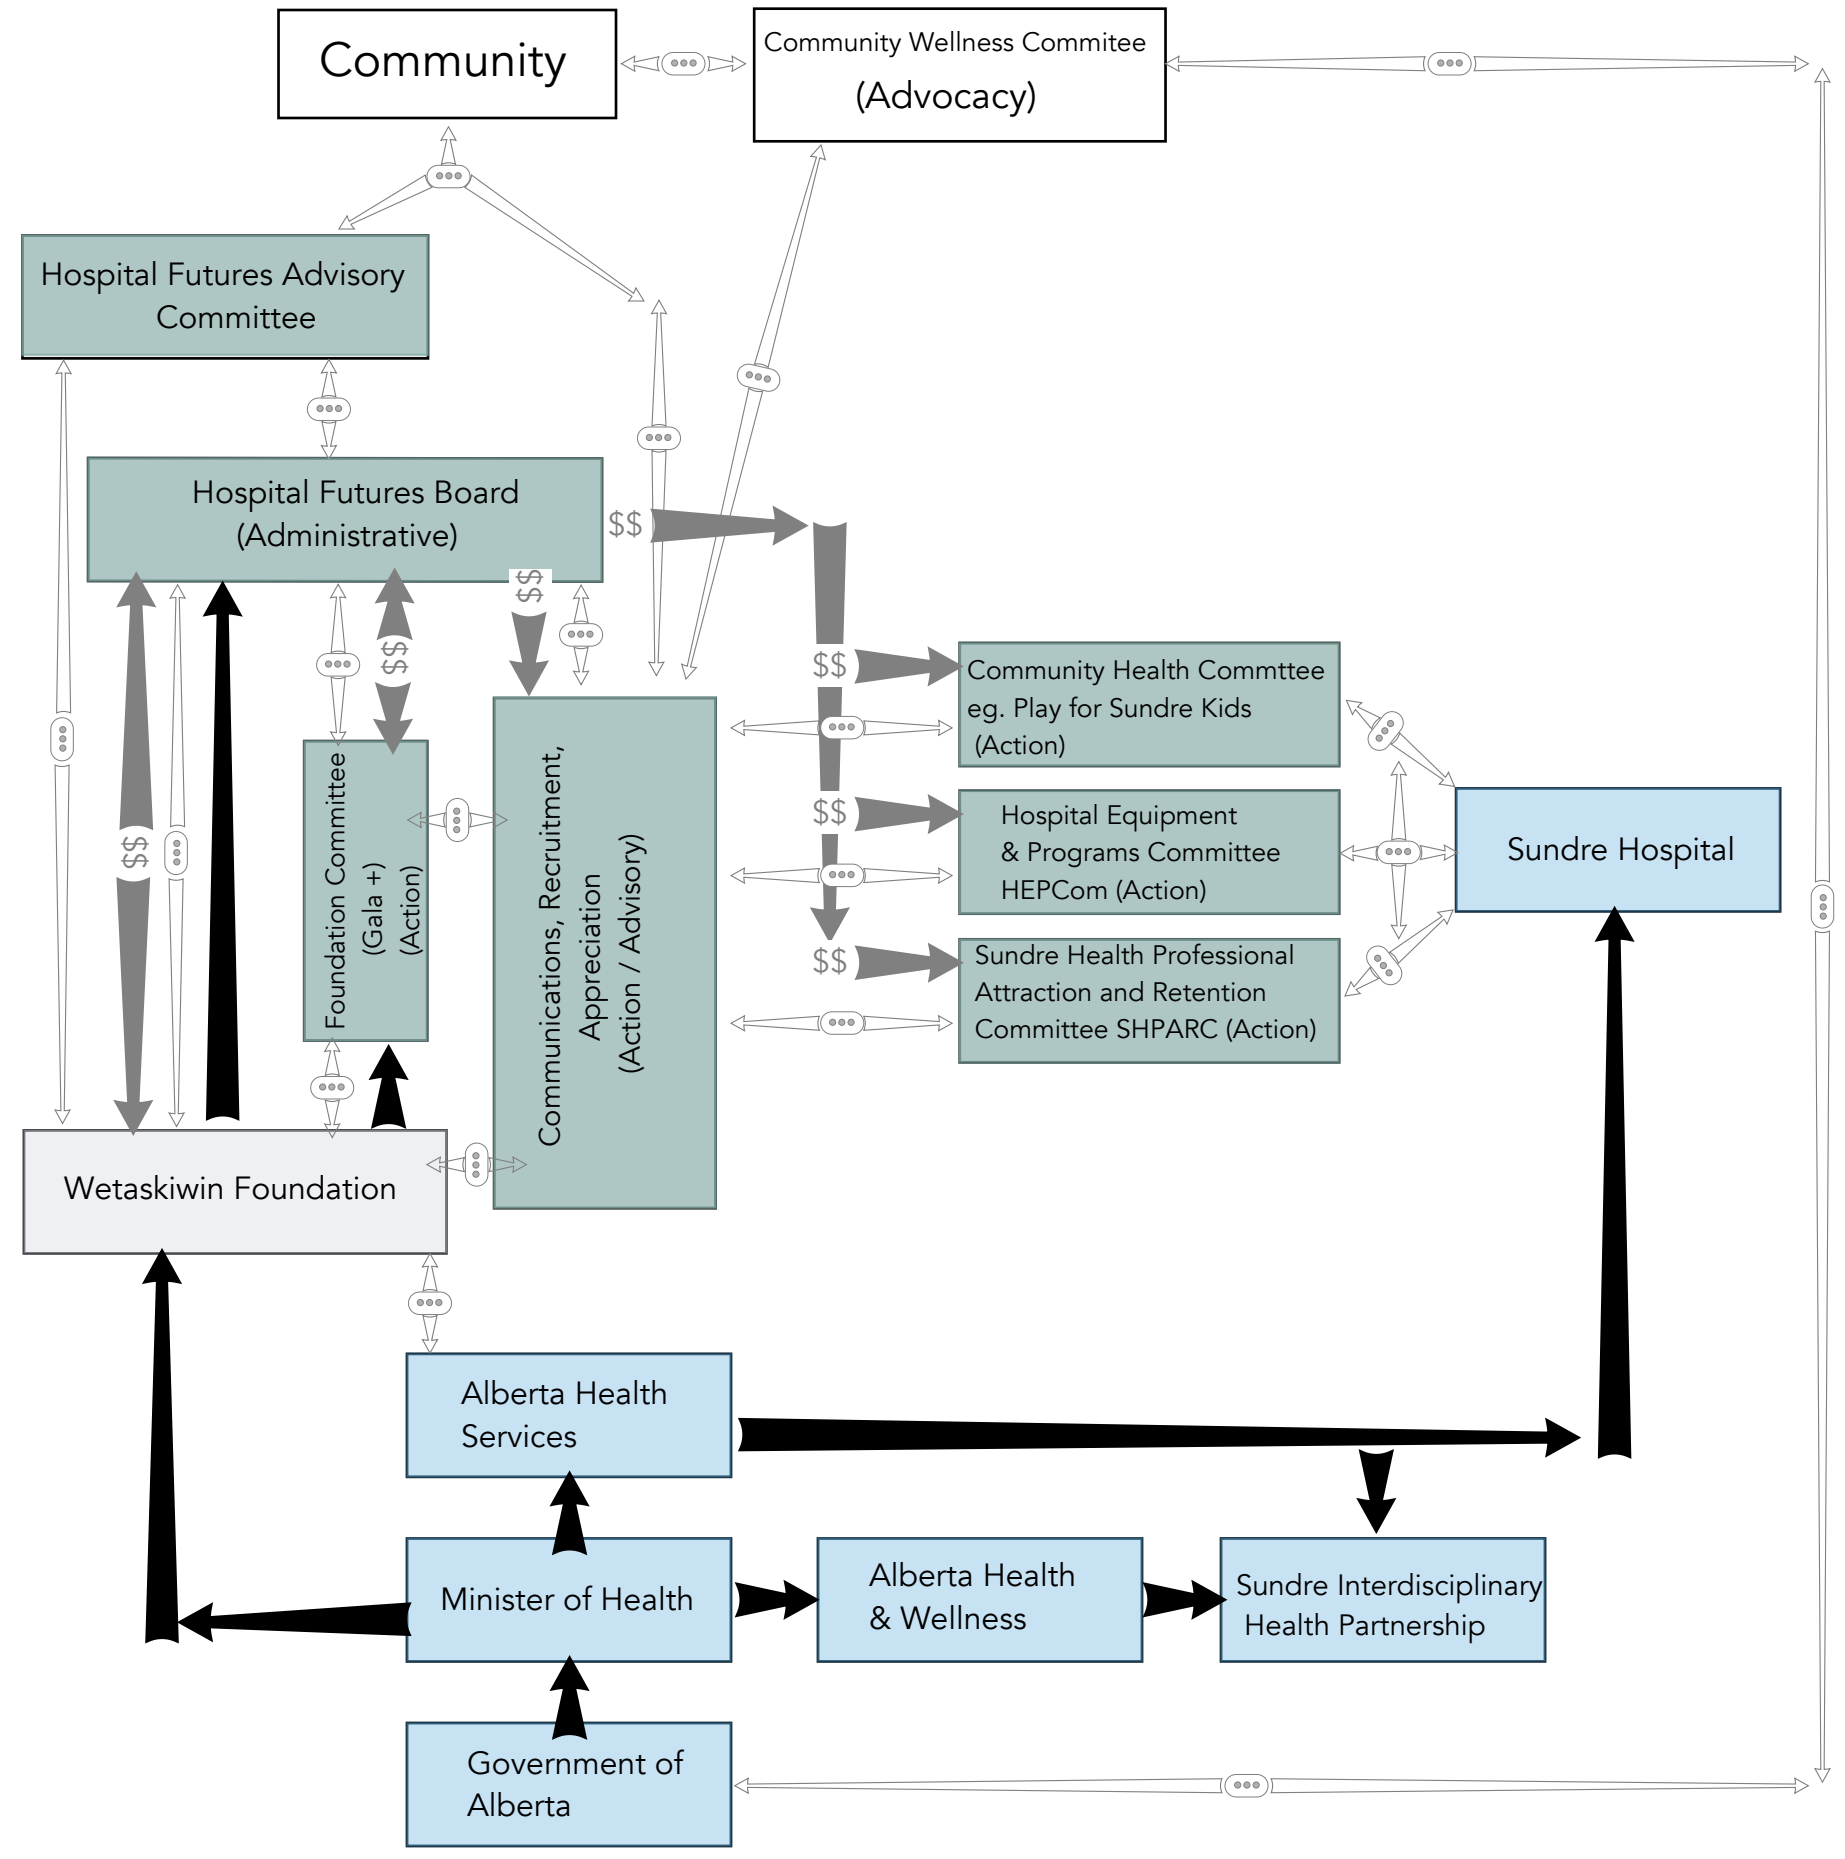 Community
Community Wellness Commitee
(Advocacy)
Hospital Futures Advisory
Committee
Hospital Futures Board
(Administrative)
$$
$$
$$
$$
Foundation Committee
(Gala +)
(Action)
Communications, Recruitment,
Appreciation
(Action / Advisory)
$$
Community Health Commttee
eg. Play for Sundre Kids
(Action)
$$
Hospital Equipment
& Programs Committee
HEPCom (Action)
$$
Sundre Health Professional
Attraction and Retention
Committee SHPARC (Action)
Sundre Hospital
Wetaskiwin Foundation
Alberta Health
Services
Minister of Health
Alberta Health
& Wellness
Sundre Interdisciplinary
Health Partnership
Government of
Alberta